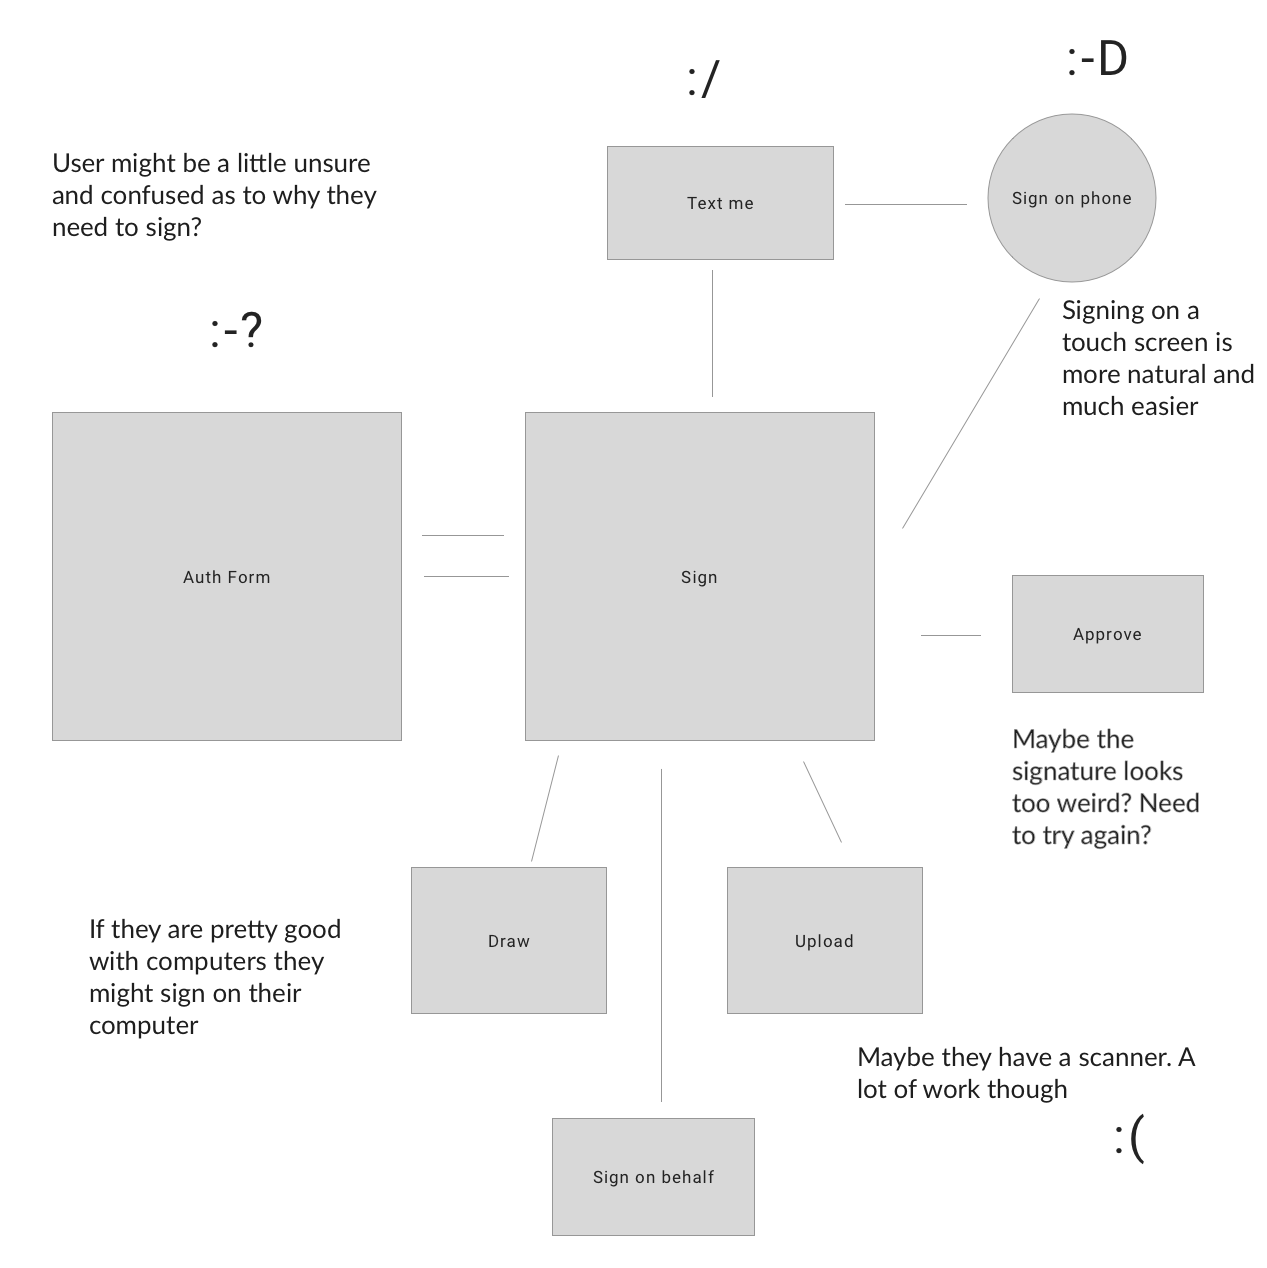 :/
:-D
User might be a little unsure
and confused as to why they
need to sign?
Text me
Sign on phone
:-?
Signing on a
touch screen is
more natural and
much easier
Auth Form
Sign
Approve
Maybe the
signature looks
too weird? Need
to try again?
If they are pretty good
with computers they
might sign on their
computer
Draw
Upload
Maybe they have a scanner. A
lot of work though
:(
Sign on behalf